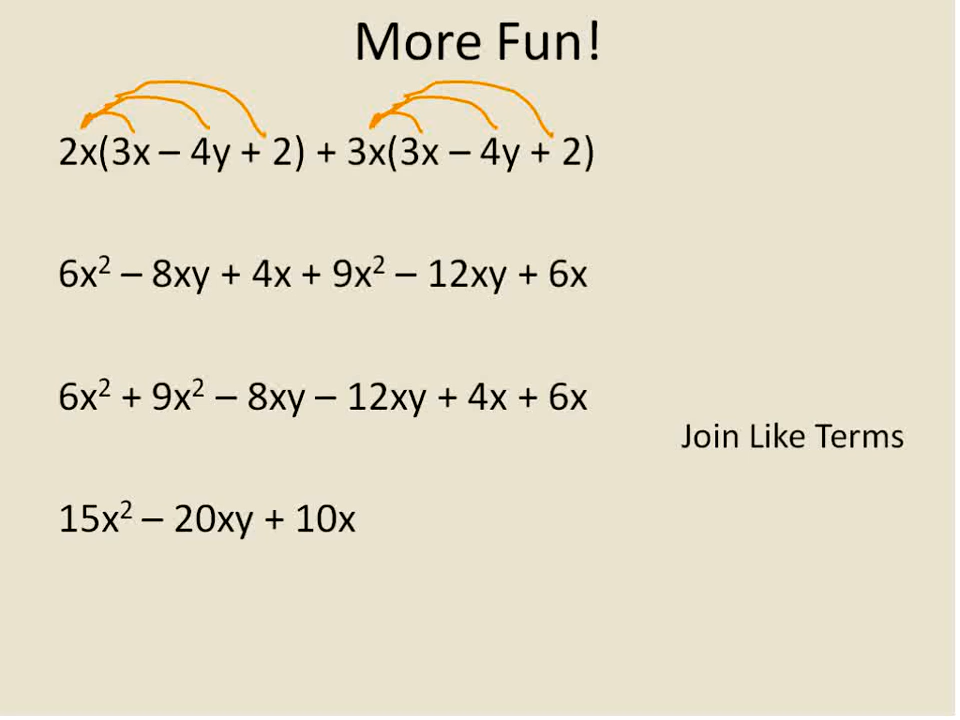 More Fun!
2x(3x – 4y + 2) + 3x(3x – 4y + 2)
6x² – 8xy + 4x + 9x² – 12xy + 6x
6x² + 9x² – 8xy – 12xy + 4x + 6x
Join Like Terms
15x² – 20xy + 10x